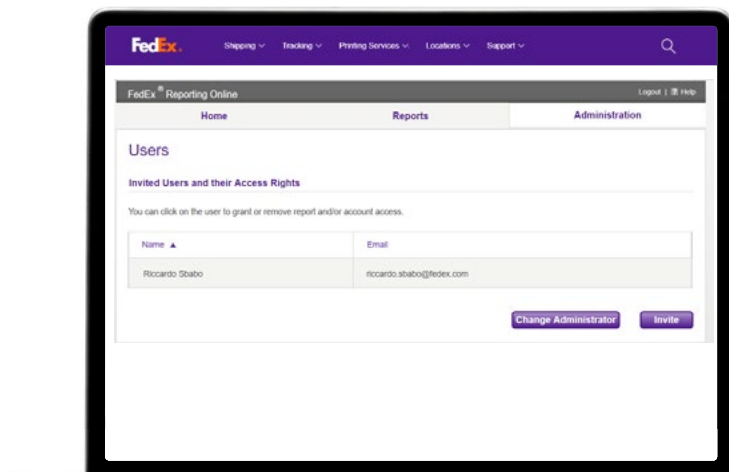 FedEx.
Shipping Tracking Printing Services Locations Support
FedEx® Reporting Online
Logout | Help
Home Reports Administration
Users
Invited Users and their Access Rights
You can click on the user to grant or remove report and/or account access.
Name ▲ Email
Riccardo Sbabo riccardo.sbabo@fedex.com
Change Administrator Invite